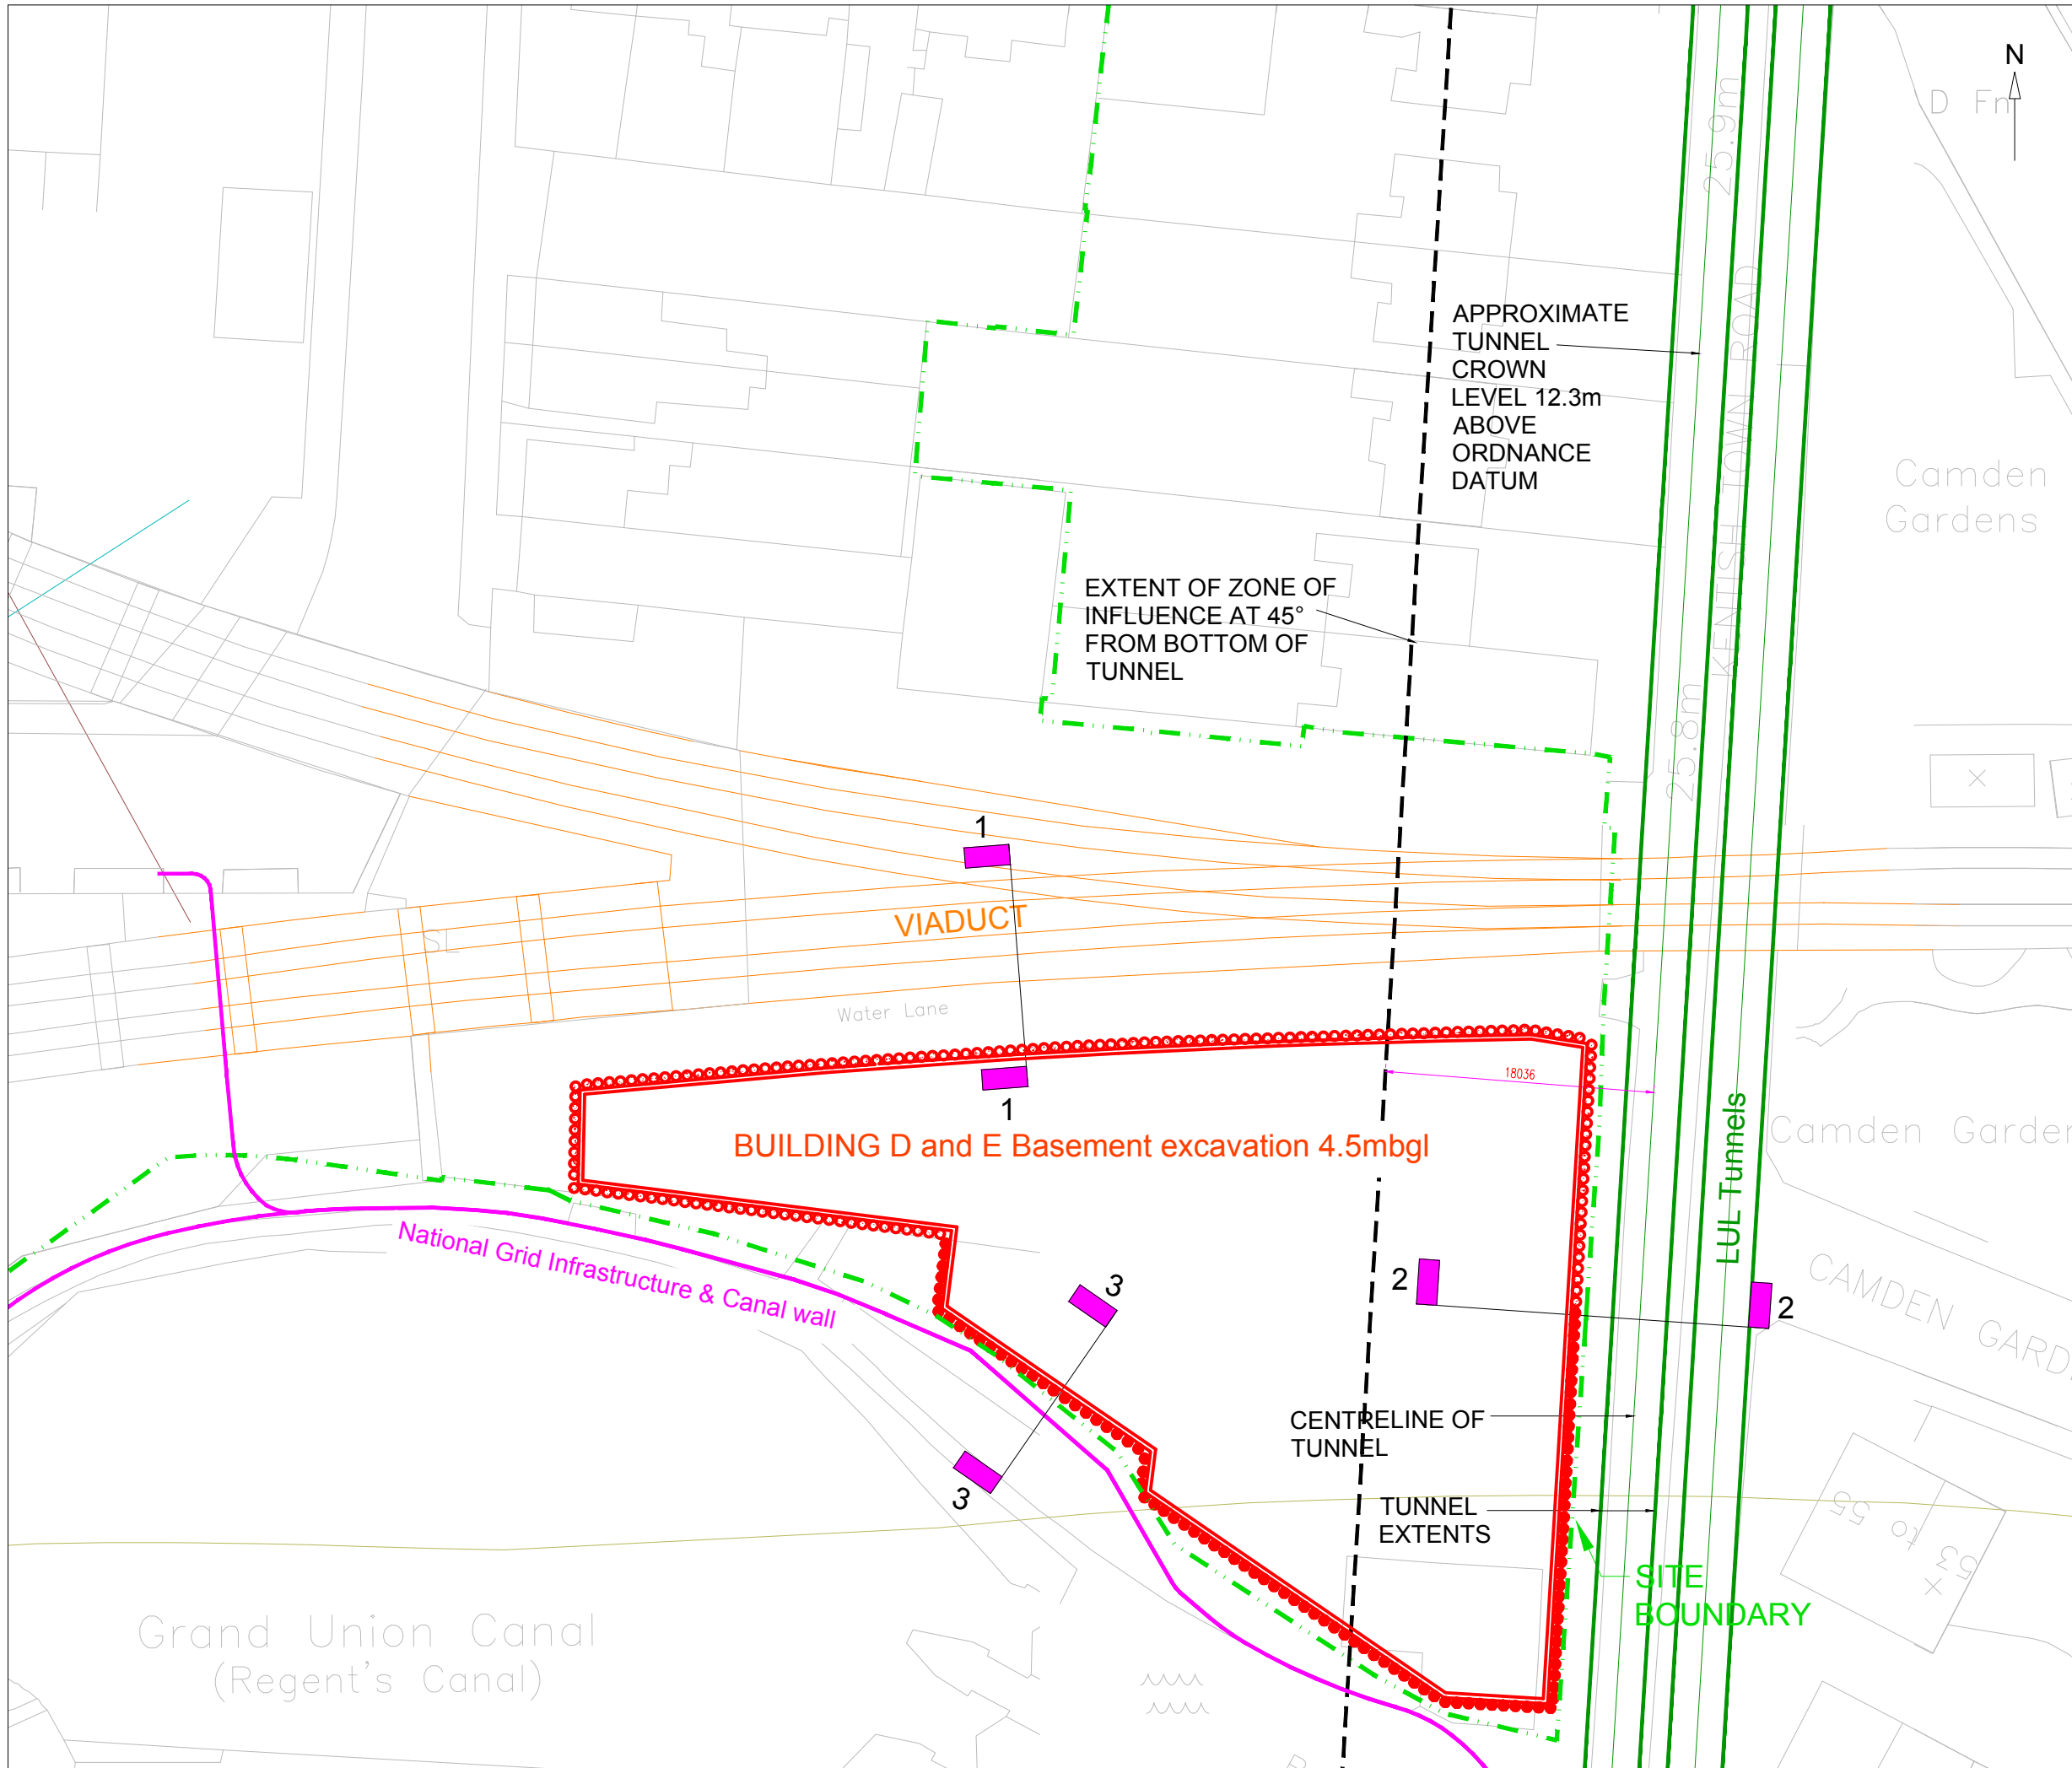 N
D Fn
25.9m
APPROXIMATE
TUNNEL
CROWN
LEVEL 12.3m
ABOVE
ORDNANCE
DATUM
KENTISH TOWN ROAD
Camden
Gardens
EXTENT OF ZONE OF
INFLUENCE AT 45°
FROM BOTTOM OF
TUNNEL
25.8m
1
VIADUCT
SL
Water Lane
18036
1
BUILDING D and E Basement excavation 4.5mbgl
LUL Tunnels
Camden Garden
National Grid Infrastructure & Canal wall
3
2
2
CAMDEN GARD
CENTRELINE OF
TUNNEL
3
TUNNEL
EXTENTS
53 to 55
SITE
BOUNDARY
Grand Union Canal
(Regent's Canal)